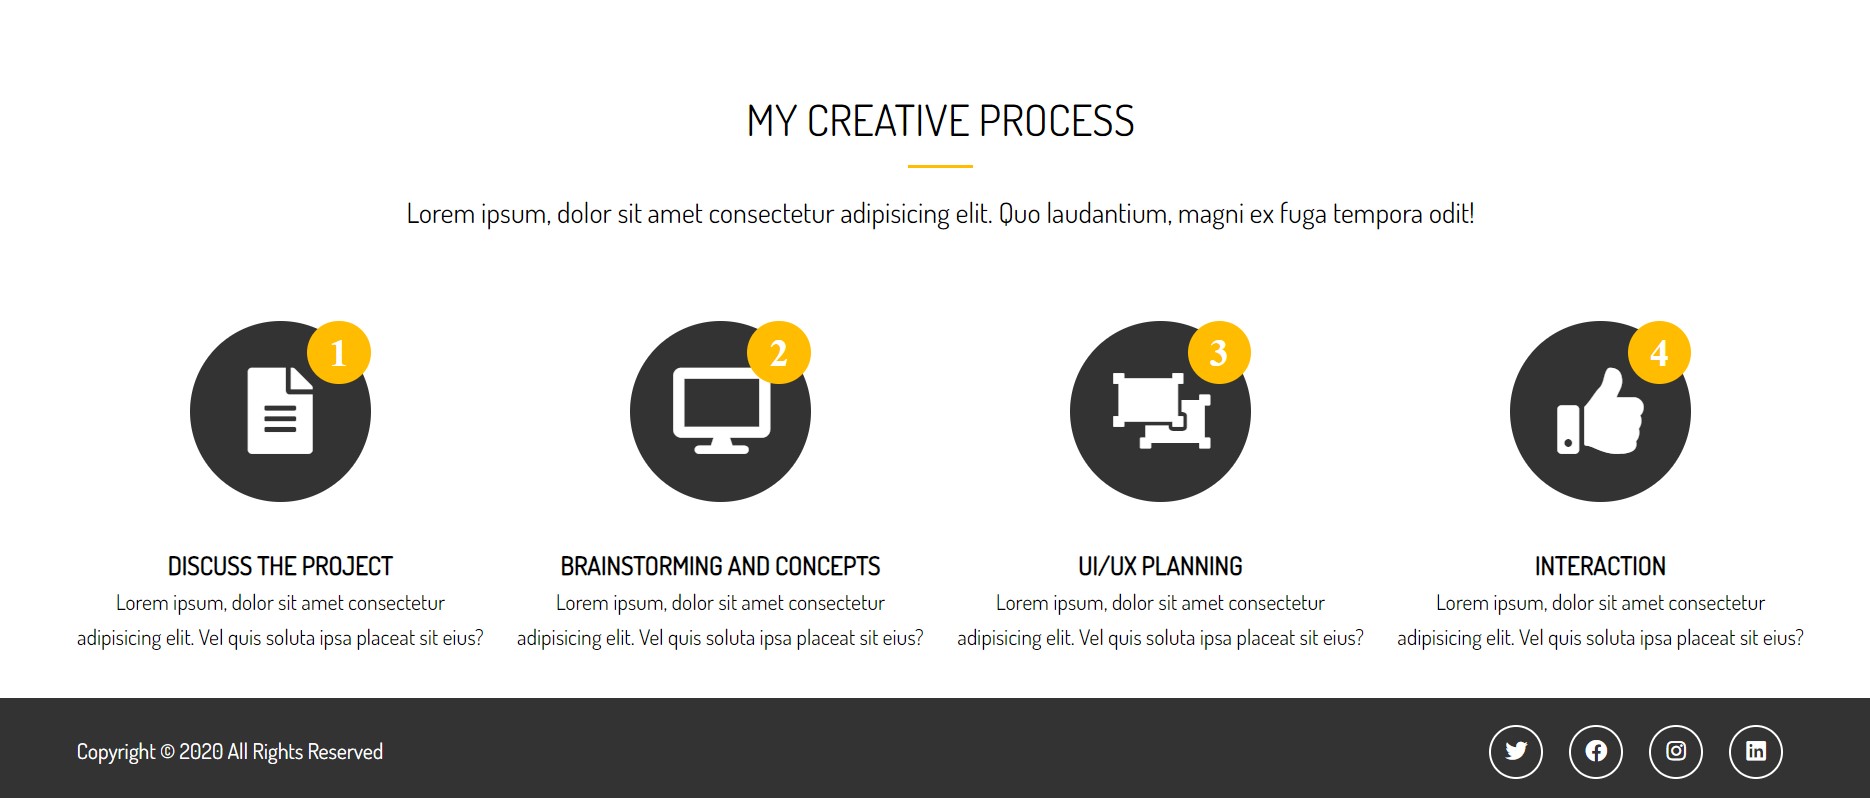 MY CREATIVE PROCESS
Lorem ipsum, dolor sit amet consectetur adipisicing elit. Quo laudantium, magni ex fuga tempora odit!
1
2
3
4
DISCUSS THE PROJECT
Lorem ipsum, dolor sit amet consectetur
adipisicing elit. Vel quis soluta ipsa placeat sit eius?
BRAINSTORMING AND CONCEPTS
Lorem ipsum, dolor sit amet consectetur
adipisicing elit. Vel quis soluta ipsa placeat sit eius?
UI/UX PLANNING
Lorem ipsum, dolor sit amet consectetur
adipisicing elit. Vel quis soluta ipsa placeat sit eius?
INTERACTION
Lorem ipsum, dolor sit amet consectetur
adipisicing elit. Vel quis soluta ipsa placeat sit eius?
Copyright © 2020 All Rights Reserved